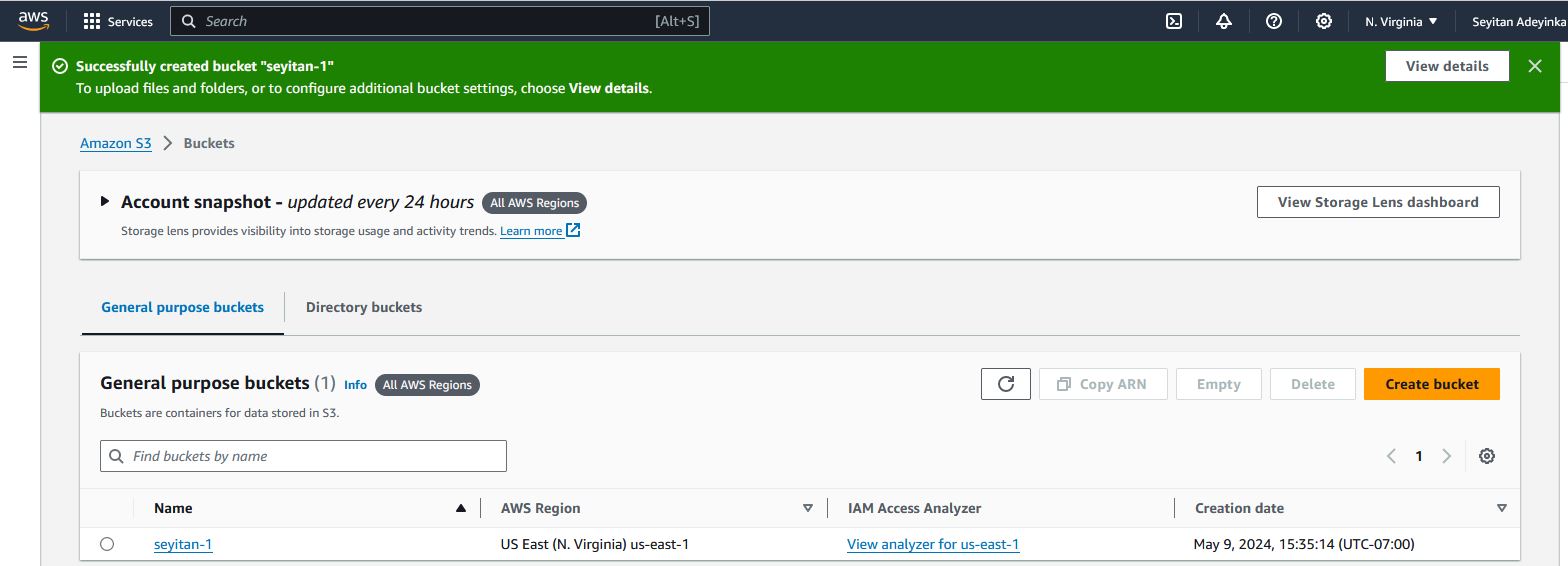 aws Services Search [Alt+S] N. Virginia Seyitan Adeyinka
Successfully created bucket "seyitan-1"
To upload files and folders, or to configure additional bucket settings, choose View details.
View details
Amazon S3 Buckets
Account snapshot - updated every 24 hours All AWS Regions
Storage lens provides visibility into storage usage and activity trends. Learn more
View Storage Lens dashboard
General purpose buckets Directory buckets
General purpose buckets (1) Info All AWS Regions
Buckets are containers for data stored in S3.
Copy ARN Empty Delete Create bucket
Find buckets by name
1
Name AWS Region IAM Access Analyzer Creation date
seyitan-1 US East (N. Virginia) us-east-1 View analyzer for us-east-1 May 9, 2024, 15:35:14 (UTC-07:00)